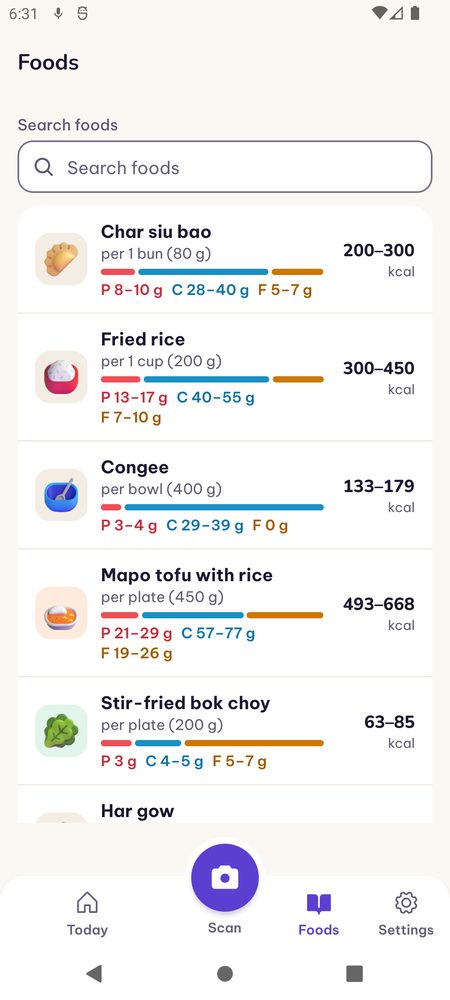 6:31
Foods
Search foods
Search foods
Char siu bao
per 1 bun (80 g)
P 8–10 g C 28–40 g F 5–7 g
200–300
kcal
Fried rice
per 1 cup (200 g)
P 13–17 g C 40–55 g
F 7–10 g
300–450
kcal
Congee
per bowl (400 g)
P 3–4 g C 29–39 g F 0 g
133–179
kcal
Mapo tofu with rice
per plate (450 g)
P 21–29 g C 57–77 g
F 19–26 g
493–668
kcal
Stir-fried bok choy
per plate (200 g)
P 3 g C 4–5 g F 5–7 g
63–85
kcal
Har gow
Today
Scan
Foods
Settings